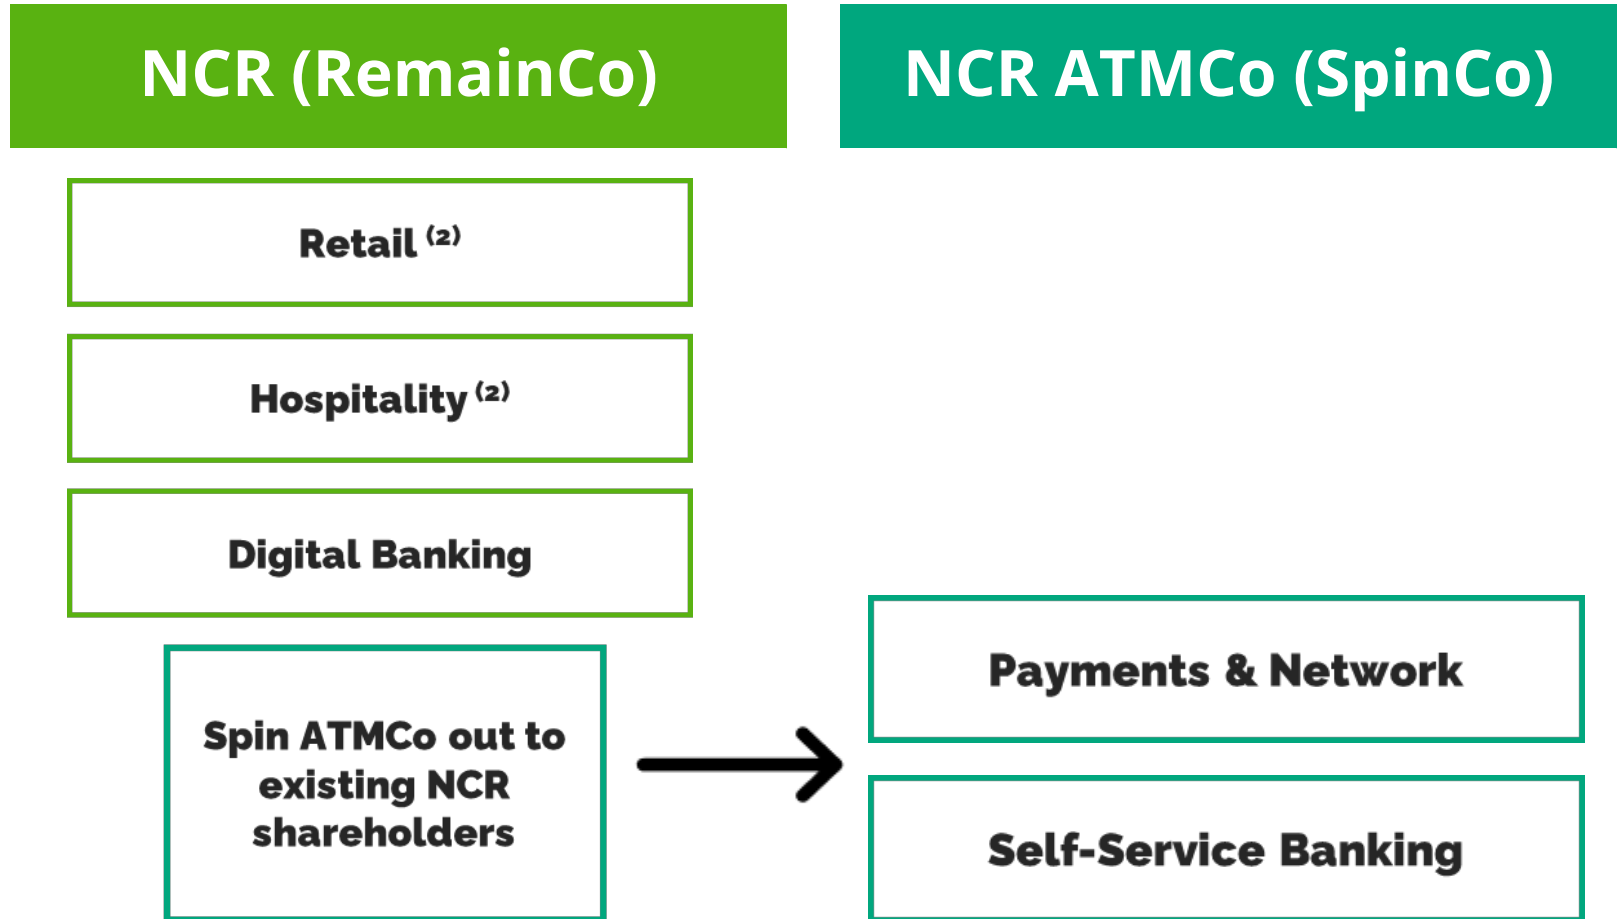 NCR (RemainCo)
NCR ATMCo (SpinCo)
Retail (2)
Hospitality (2)
Digital Banking
Spin ATMCo out to
existing NCR
shareholders
Payments & Network
Self-Service Banking